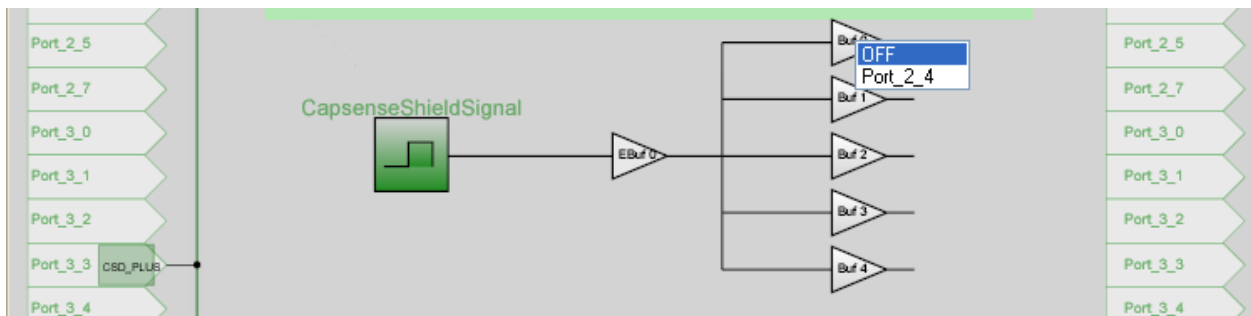 Port_2_5
Port_2_7
Port_3_0
Port_3_1
Port_3_2
Port_3_3
CSD_PLUS
Port_3_4
CapsenseShieldSignal
EBuf 0
OFF
Port_2_4
Buf 1
Buf 2
Buf 3
Buf 4
Port_2_5
Port_2_7
Port_3_0
Port_3_1
Port_3_2
Port_3_3
Port_3_4